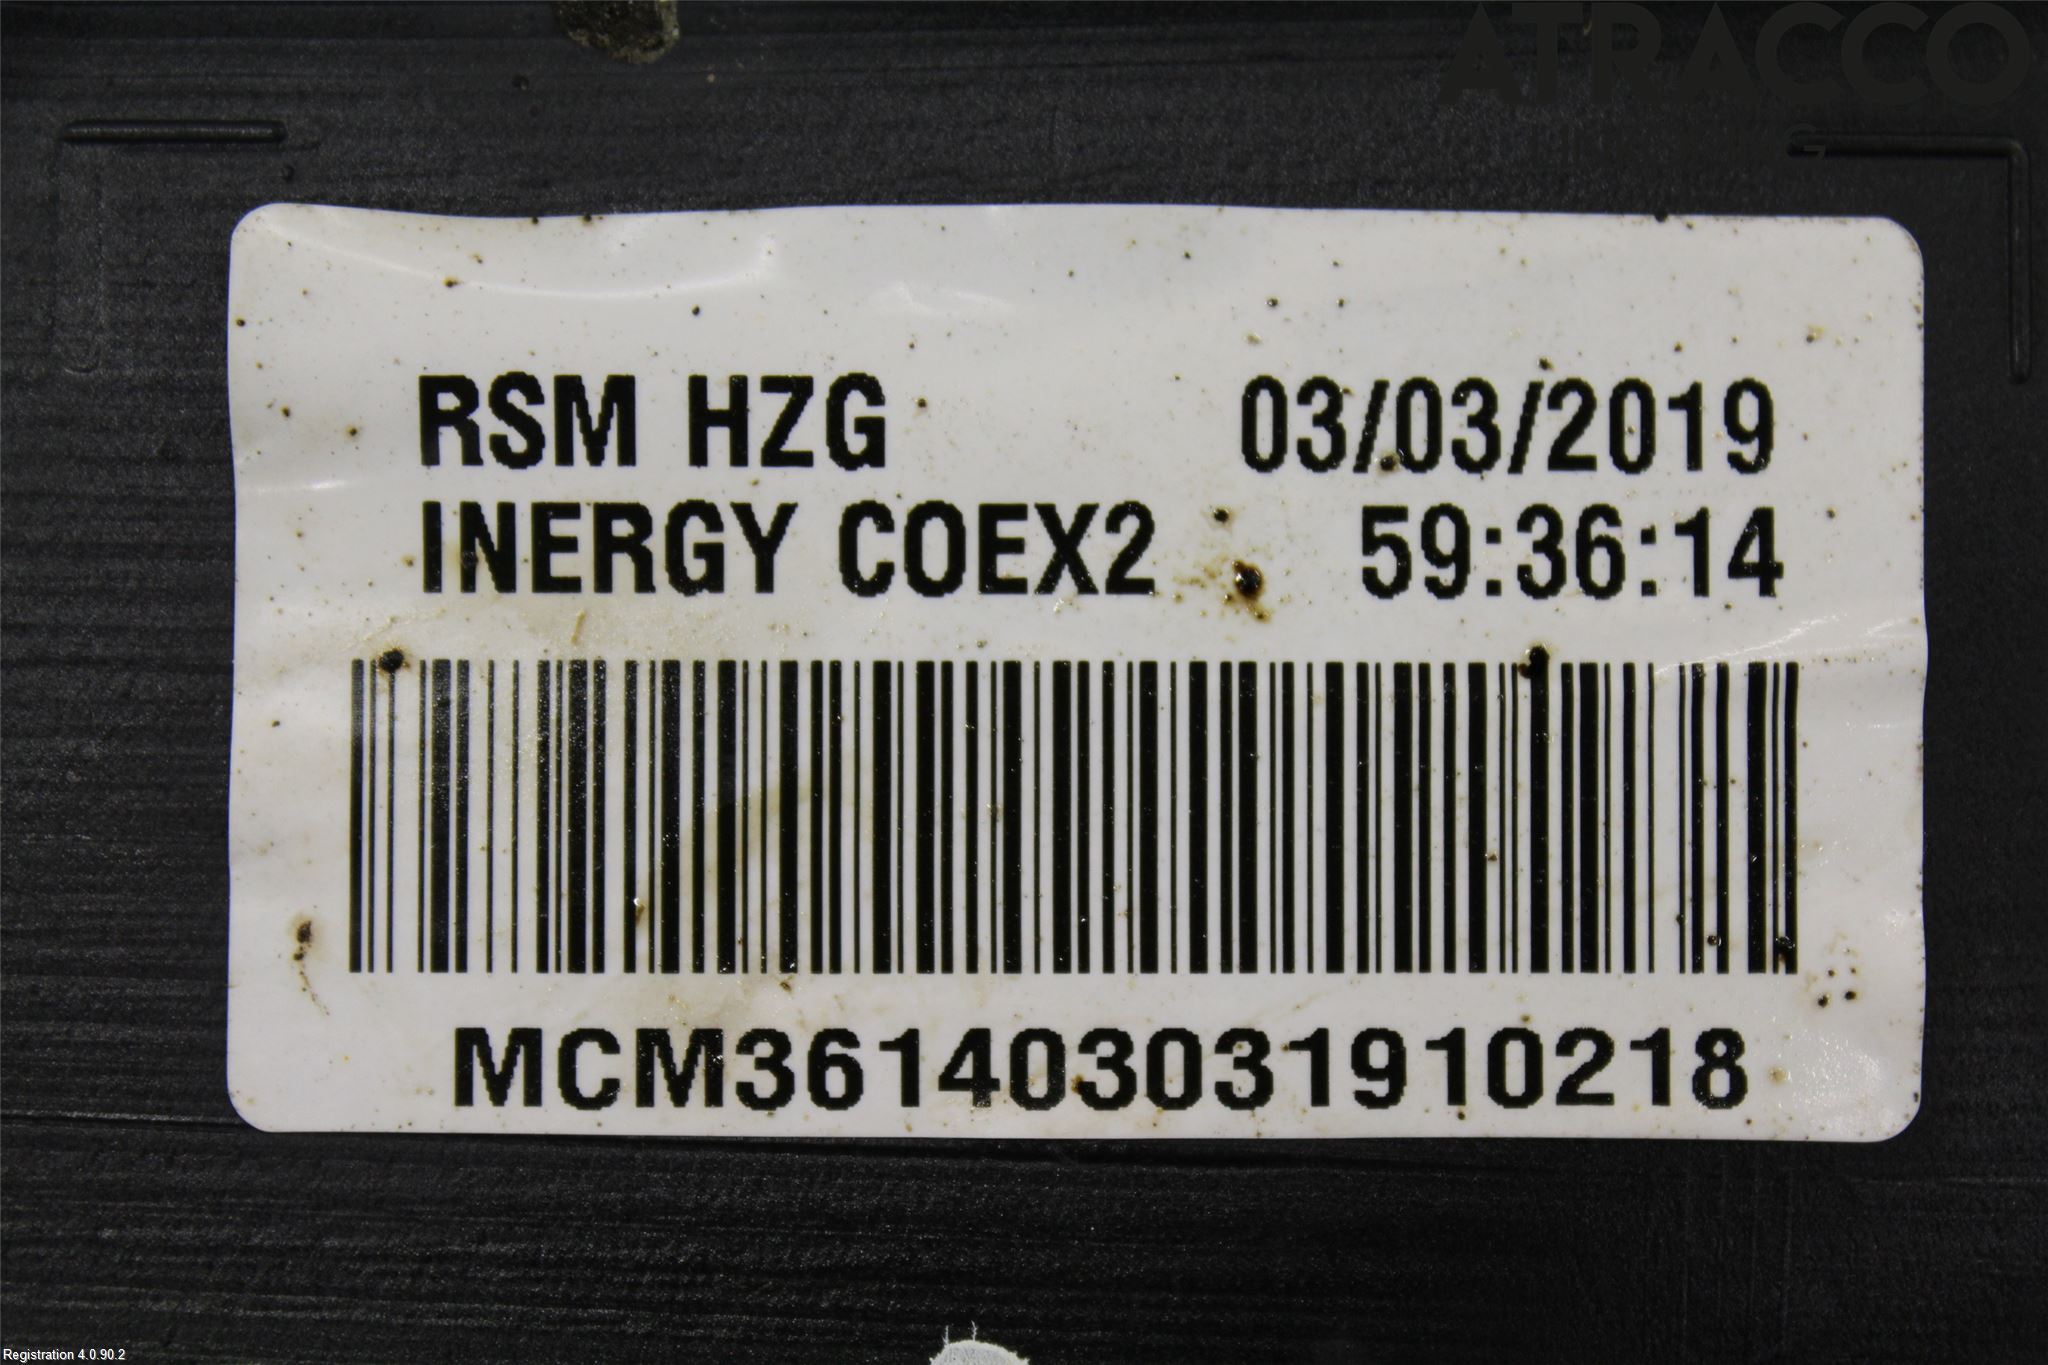 ATRACCO
RSM HZG 03/03/2019
INERGY COEX2 59:36:14
MCM361403031910218
Registration 4.0.90.2